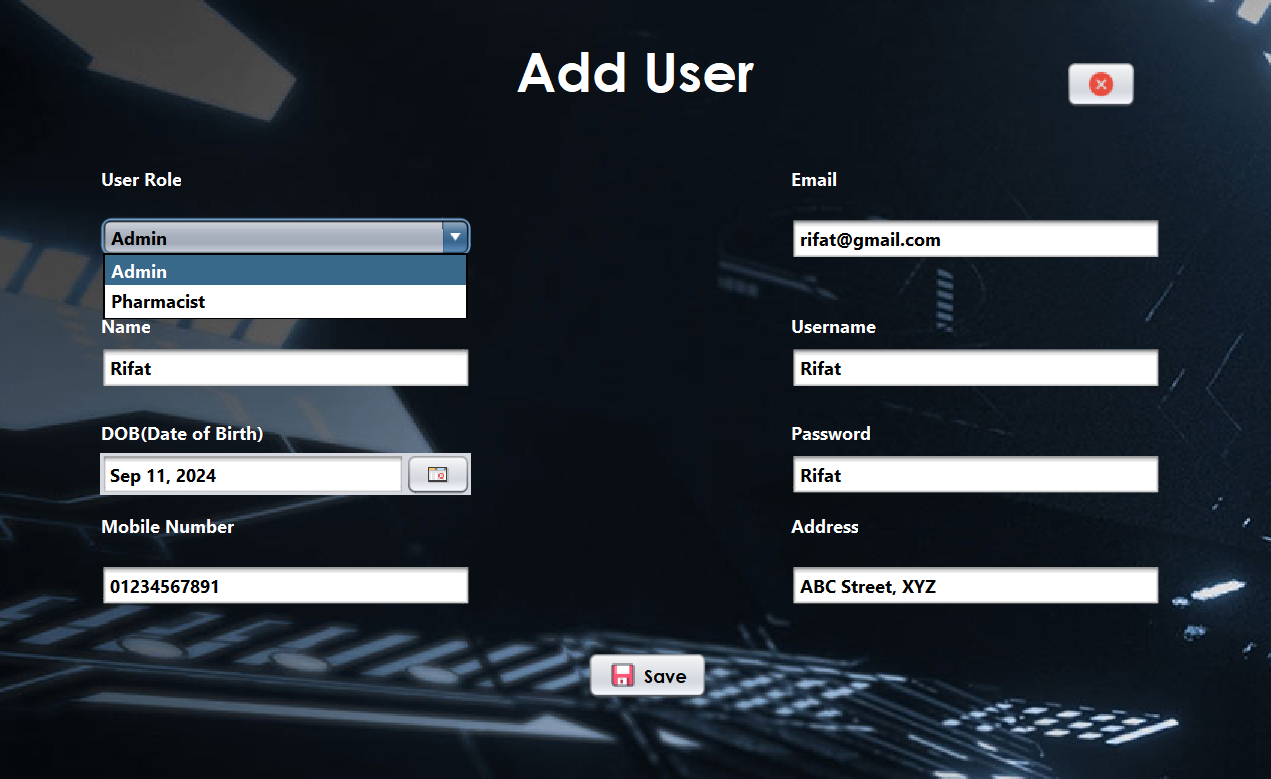 Add User
User Role
Admin
Admin
Pharmacist
Name
Rifat
DOB(Date of Birth)
Sep 11, 2024
Mobile Number
01234567891
Email
rifat@gmail.com
Username
Rifat
Password
Rifat
Address
ABC Street, XYZ
Save